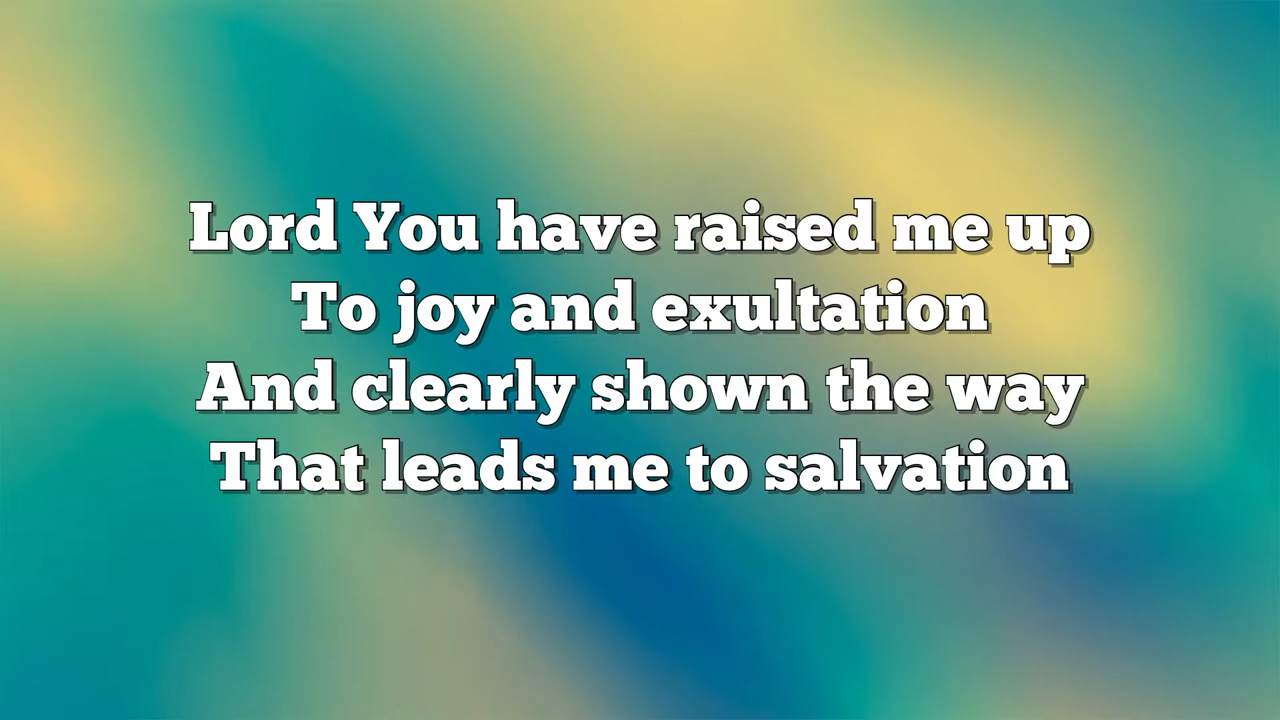 Lord You have raised me up
To joy and exultation
And clearly shown the way
That leads me to salvation